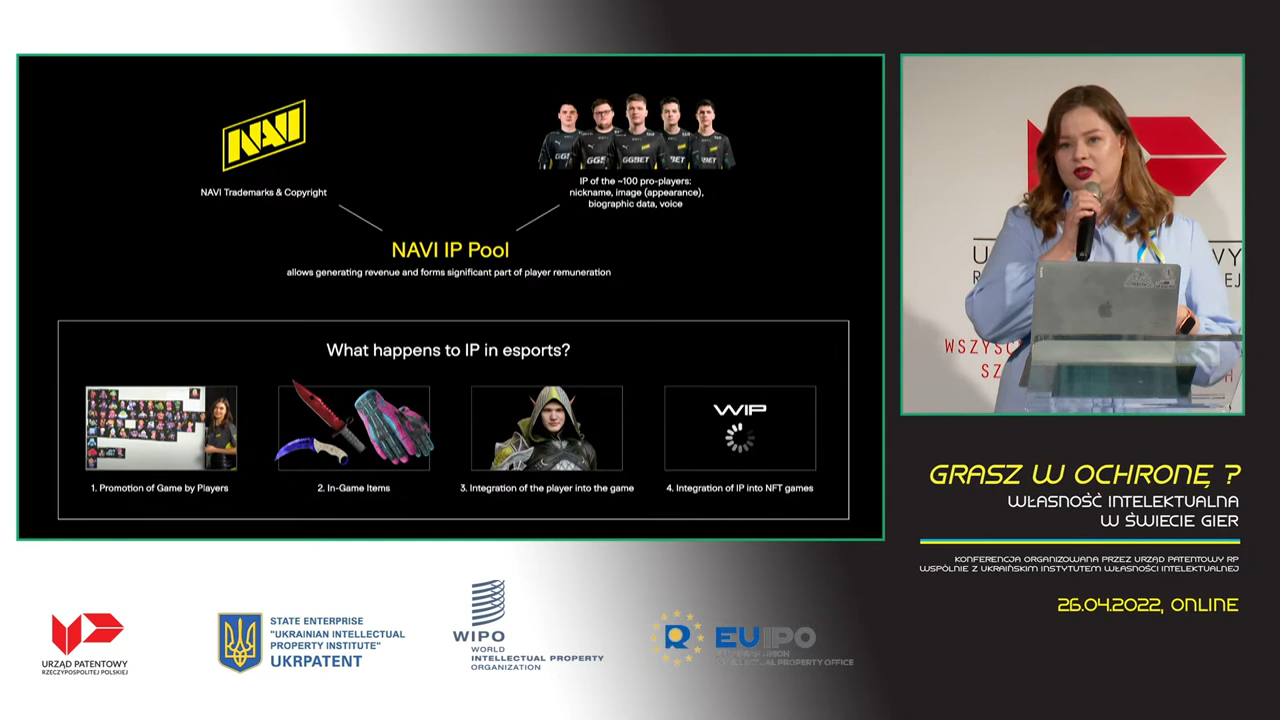 NAVI
NAVI Trademarks & Copyright
GGBET
IP of the ~100 pro-players:
nickname, image (appearance),
biographic data, voice
NAVI IP Pool
allows generating revenue and forms significant part of player remuneration
What happens to IP in esports?
1. Promotion of Game by Players
2. In-Game Items
3. Integration of the player into the game
WIP
4. Integration of IP into NFT games
WSZYSC
SZ
GRASZ W OCHRONĘ ?
WŁASNOŚĆ INTELEKTUALNA
W ŚWIECIE GIER
KONFERENCJA ORGANIZOWANA PRZEZ URZĄD PATENTOWY RP
WSPÓLNIE Z UKRAIŃSKIM INSTYTUTEM WŁASNOŚCI INTELEKTUALNEJ
26.04.2022, ONLINE
URZĄD PATENTOWY
RZECZYPOSPOLITEJ POLSKIEJ
STATE ENTERPRISE
"UKRAINIAN INTELLECTUAL
PROPERTY INSTITUTE"
UKRPATENT
WIPO
WORLD
INTELLECTUAL PROPERTY
ORGANIZATION
EUIPO
INTELLECTUAL PROPERTY OFFICE